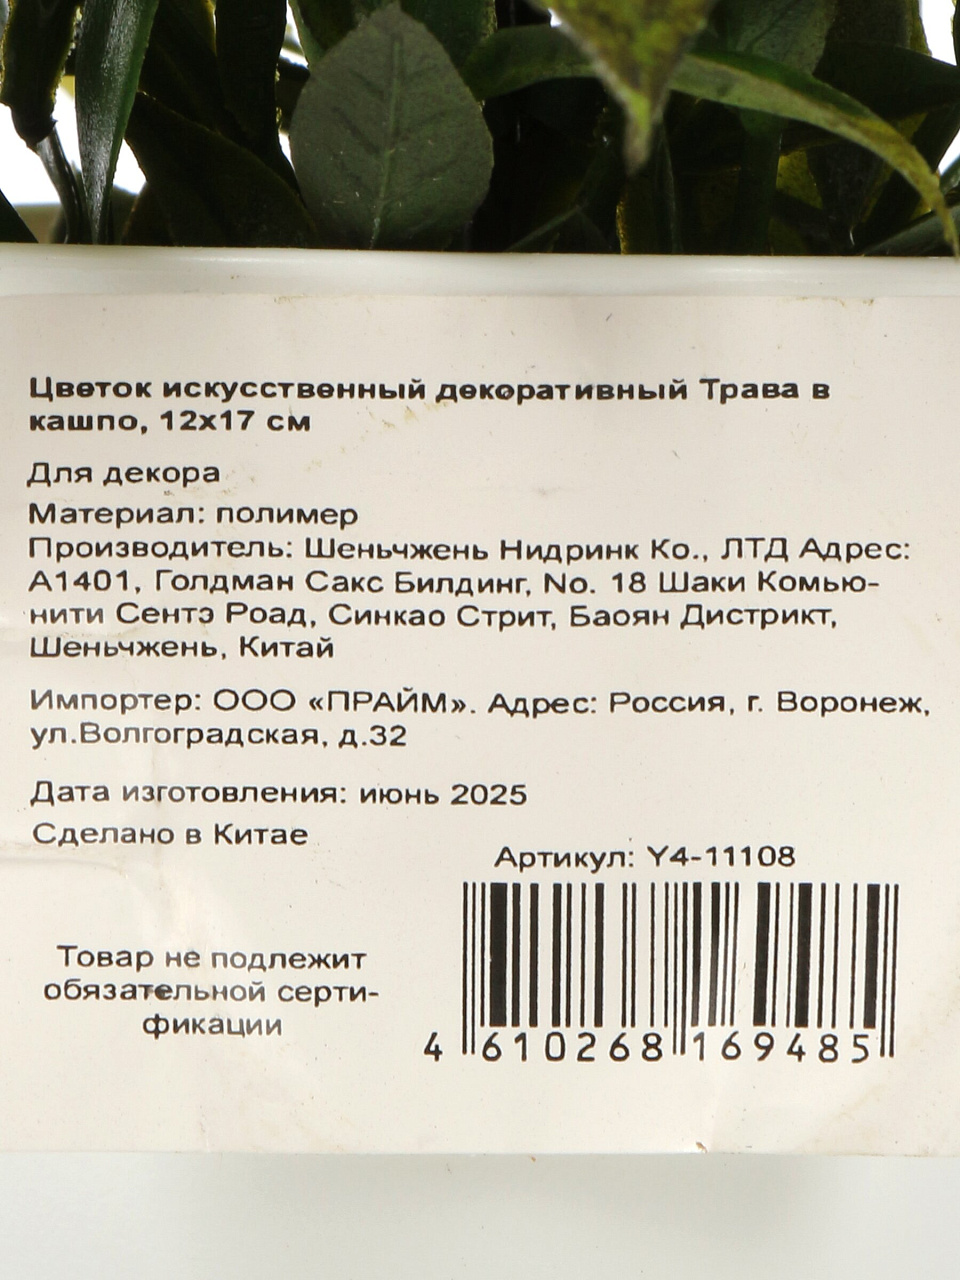 Цветок искусственный декоративный Трава в
кашпо, 12х17 см
Для декора
Материал: полимер
Производитель: Шеньчжень Нидринк Ко., ЛТД Адрес:
А1401, Голдман Сакс Билдинг, No. 18 Шаки Комью-
нити Сентэ Роад, Синкао Стрит, Баоян Дистрикт,
Шеньчжень, Китай
Импортер: ООО «ПРАЙМ». Адрес: Россия, г. Воронеж,
ул.Волгоградская, д.32
Дата изготовления: июнь 2025
Сделано в Китае
Артикул: Y4-11108
Товар не подлежит
обязательной серти-
фикации
4 610268 169485